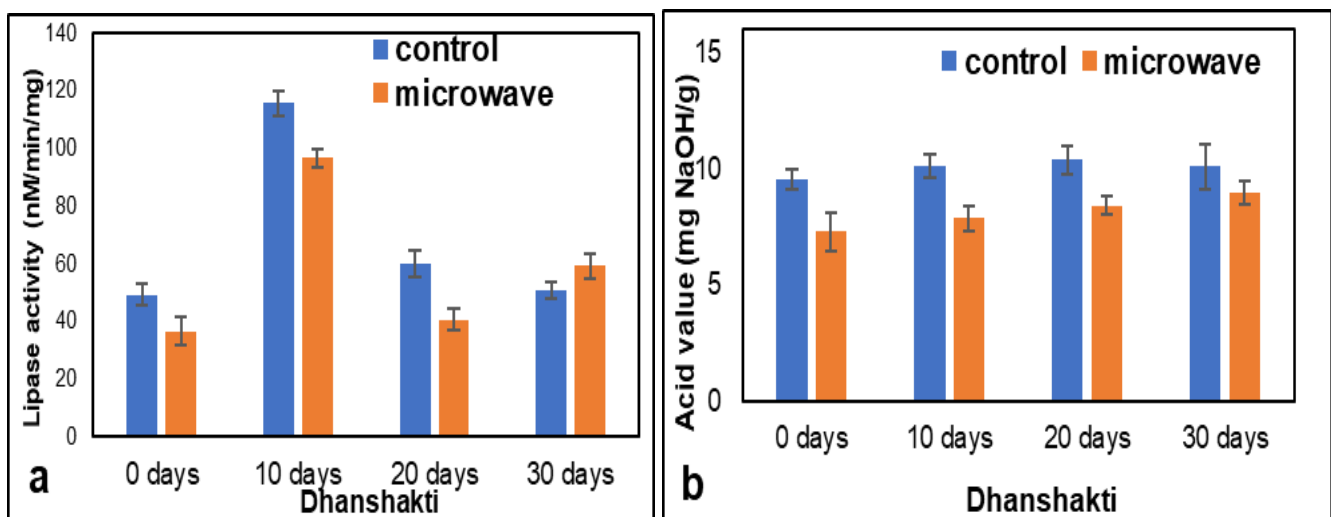 Lipase activity (nM/min/mg)
140
120
100
80
60
40
20
0
control
microwave
0 days
10 days
20 days
30 days
Dhanshakti
a
Acid value (mg NaOH/g)
15
10
5
0
control
microwave
0 days
10 days
20 days
30 days
Dhanshakti
b